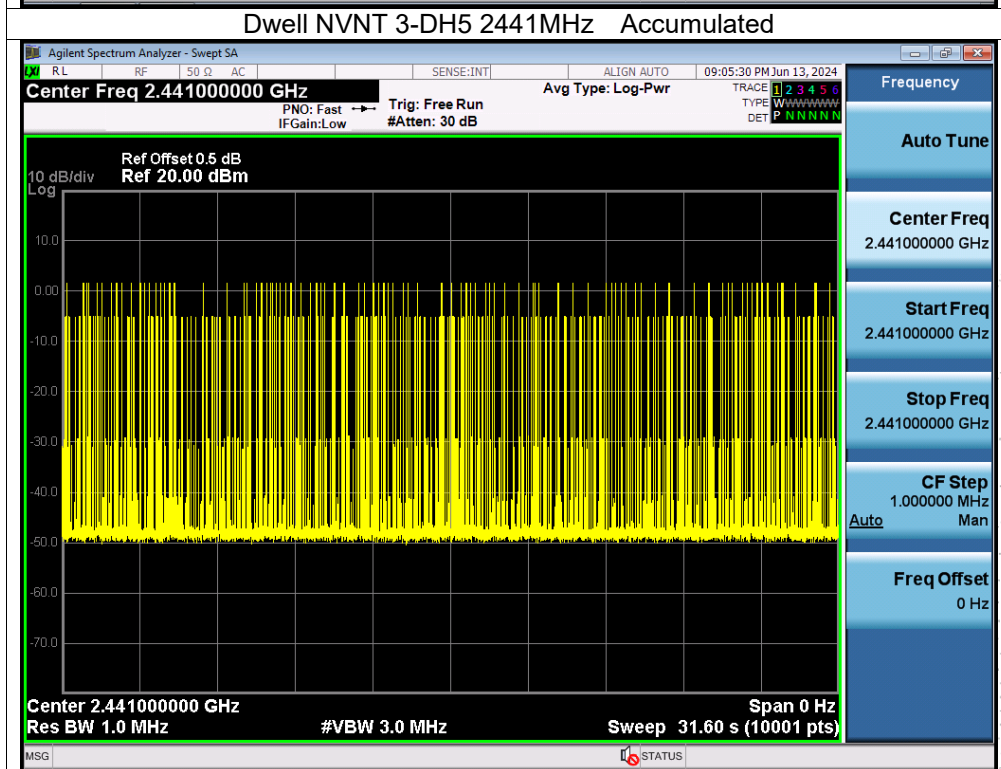 Dwell NVNT 3-DH5 2441MHz Accumulated
Agilent Spectrum Analyzer - Swept SA
LXI RL RF 50 Ω AC SENSE:INT ALIGN AUTO 09:05:30 PM Jun 13, 2024
Center Freq 2.441000000 GHz
PNO: Fast
IFGain:Low
Trig: Free Run
#Atten: 30 dB
Avg Type: Log-Pwr
TRACE 1 2 3 4 5 6
TYPE WWWWWWW
DET P N N N N N
Ref Offset 0.5 dB
10 dB/div Ref 20.00 dBm
Log
10.0
0.00
-10.0
-20.0
-30.0
-40.0
-50.0
-60.0
-70.0
Center 2.441000000 GHz Span 0 Hz
Res BW 1.0 MHz #VBW 3.0 MHz Sweep 31.60 s (10001 pts)
MSG STATUS
Frequency
Auto Tune
Center Freq
2.441000000 GHz
Start Freq
2.441000000 GHz
Stop Freq
2.441000000 GHz
CF Step
1.000000 MHz
Auto Man
Freq Offset
0 Hz